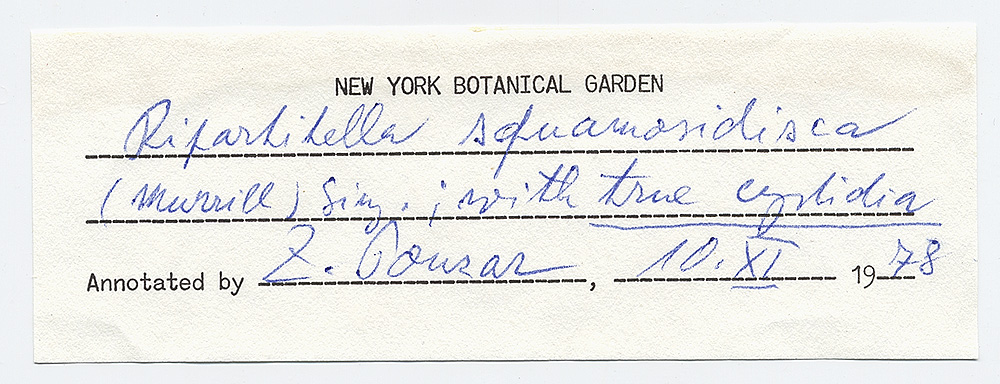 NEW YORK BOTANICAL GARDEN
Ripartitella squamosidisca
(Murrill) Sing.; with true cystidia
Annotated by Z. Pouzar, 10.XI 1978